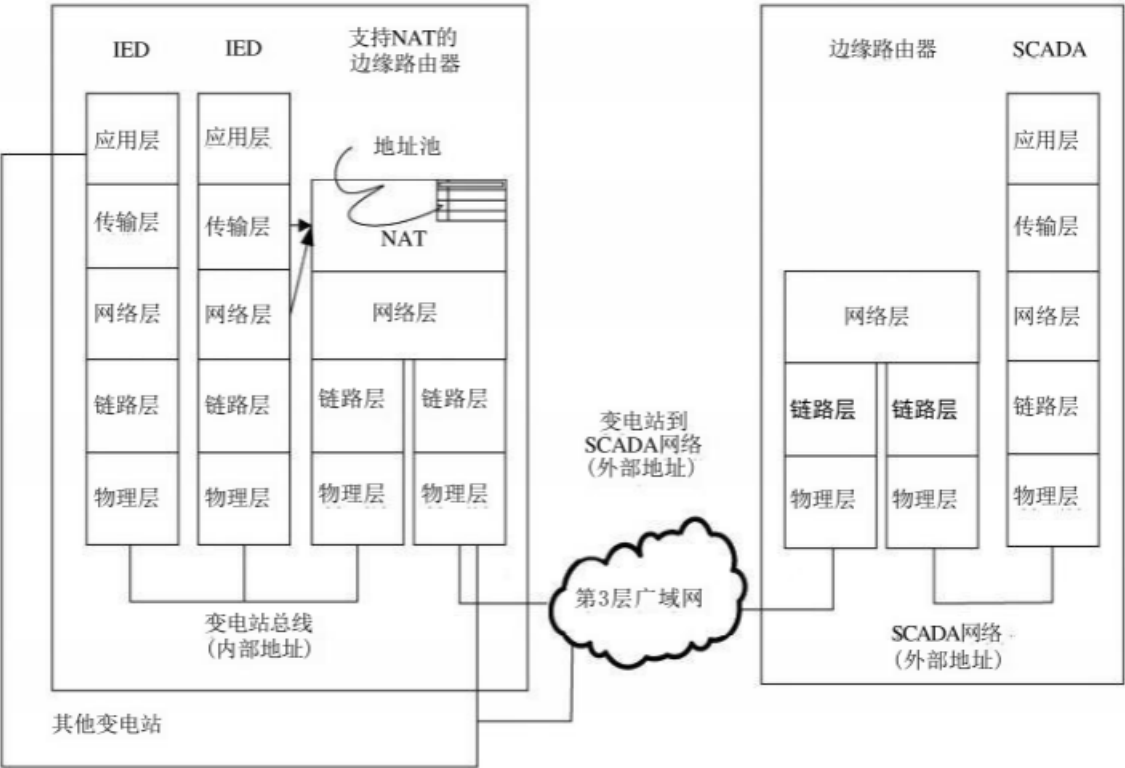 IED
IED
支持NAT的
边缘路由器
应用层
传输层
网络层
链路层
物理层
应用层
传输层
网络层
链路层
物理层
地址池
NAT
网络层
链路层
链路层
物理层
物理层
变电站总线
(内部地址)
其他变电站
变电站到
SCADA网络
(外部地址)
第3层广域网
边缘路由器
SCADA
网络层
链路层
链路层
物理层
物理层
应用层
传输层
网络层
链路层
物理层
SCADA网络
(外部地址)